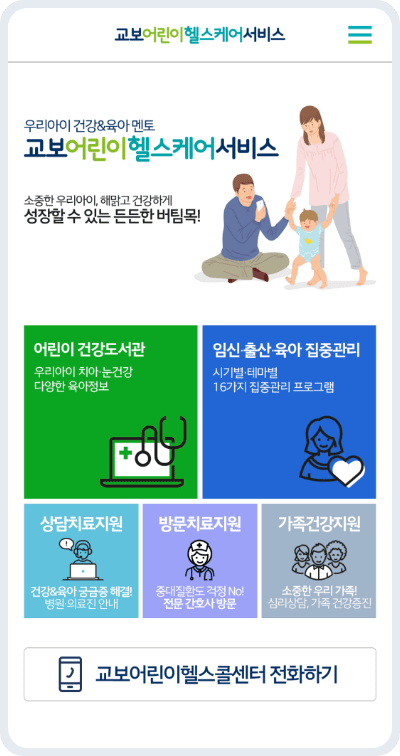 교보어린이헬스케어서비스
우리아이 건강&육아 멘토
교보어린이헬스케어서비스
소중한 우리아이, 해맑고 건강하게
성장할 수 있는 든든한 버팀목!
어린이 건강도서관
우리아이 치아·눈건강
다양한 육아정보
임신·출산·육아 집중관리
시기별·테마별
16가지 집중관리 프로그램
상담치료지원
건강&육아 궁금증 해결!
병원·의료진 안내
방문치료지원
중대질환도 걱정 No!
전문 간호사 방문
가족건강지원
소중한 우리 가족!
심리상담, 가족 건강증진
교보어린이헬스콜센터 전화하기